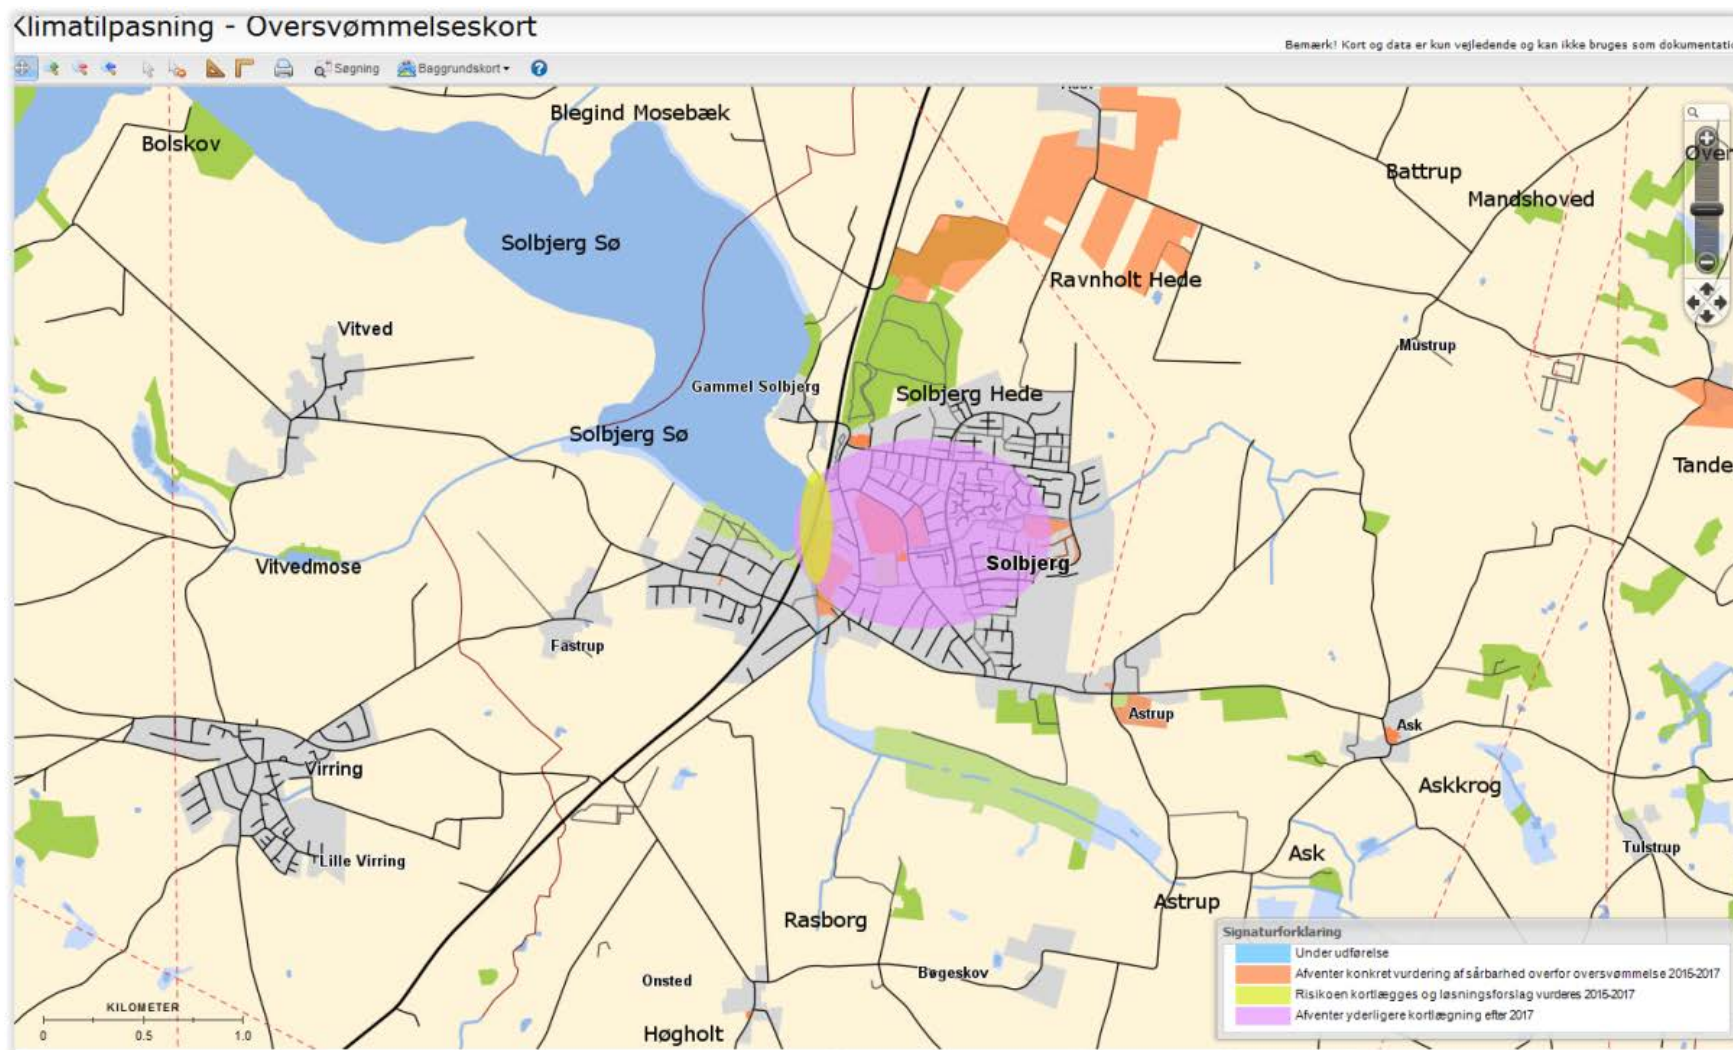 Klimatilpasning - Oversvømmelseskort
Bemærk! Kort og data er kun vejledende og kan ikke bruges som
Søgning
Baggrundskort
Blegind Mosebæk
Bolskov
Battrup
Mandshoved
Solbjerg Sø
Ravnholt Hede
Vitved
Mustrup
Gammel Solbjerg
Solbjerg Hede
Solbjerg Sø
Tande
Vitvedmose
Solbjerg
Fastrup
Astrup
Ask
Virring
Askkrog
Lille Virring
Ask
Tulstrup
Astrup
Rasborg
Bøgeskov
Onsted
Høgholt
KILOMETER
0 0.5 1.0
Signaturforklaring
Under udførelse
Afventer konkret vurdering af sårbarhed overfor oversvømmelse 2015-2017
Risikoen kortlægges og løsningsforslag vurderes 2015-2017
Afventer yderligere kortlægning efter 2017